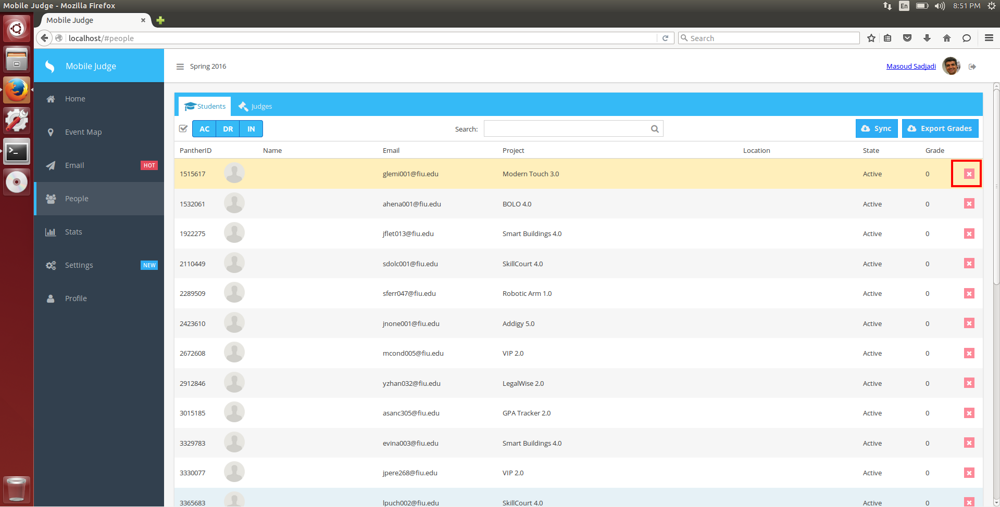 Mobile Judge - Mozilla Firefox
En
8:51 PM
Mobile Judge
localhost/#people
Search
Mobile Judge
Spring 2016
Masoud Sadjadi
Home
Event Map
Email HOT
People
Stats
Settings NEW
Profile
Students Judges
AC DR IN Search: Sync Export Grades
PantherID Name Email Project Location State Grade
1515617 glemi001@fiu.edu Modern Touch 3.0 Active 0
1532061 ahena001@fiu.edu BOLO 4.0 Active 0
1922275 jflet013@fiu.edu Smart Buildings 4.0 Active 0
2110449 sdolc001@fiu.edu SkillCourt 4.0 Active 0
2289509 sferr047@fiu.edu Robotic Arm 1.0 Active 0
2423610 jnone001@fiu.edu Addigy 5.0 Active 0
2672608 mcond005@fiu.edu VIP 2.0 Active 0
2912846 yzhan032@fiu.edu LegalWise 2.0 Active 0
3015185 asanc305@fiu.edu GPA Tracker 2.0 Active 0
3329783 evina003@fiu.edu Smart Buildings 4.0 Active 0
3330077 jpere268@fiu.edu VIP 2.0 Active 0
3365683 lpuch002@fiu.edu SkillCourt 4.0 Active 0